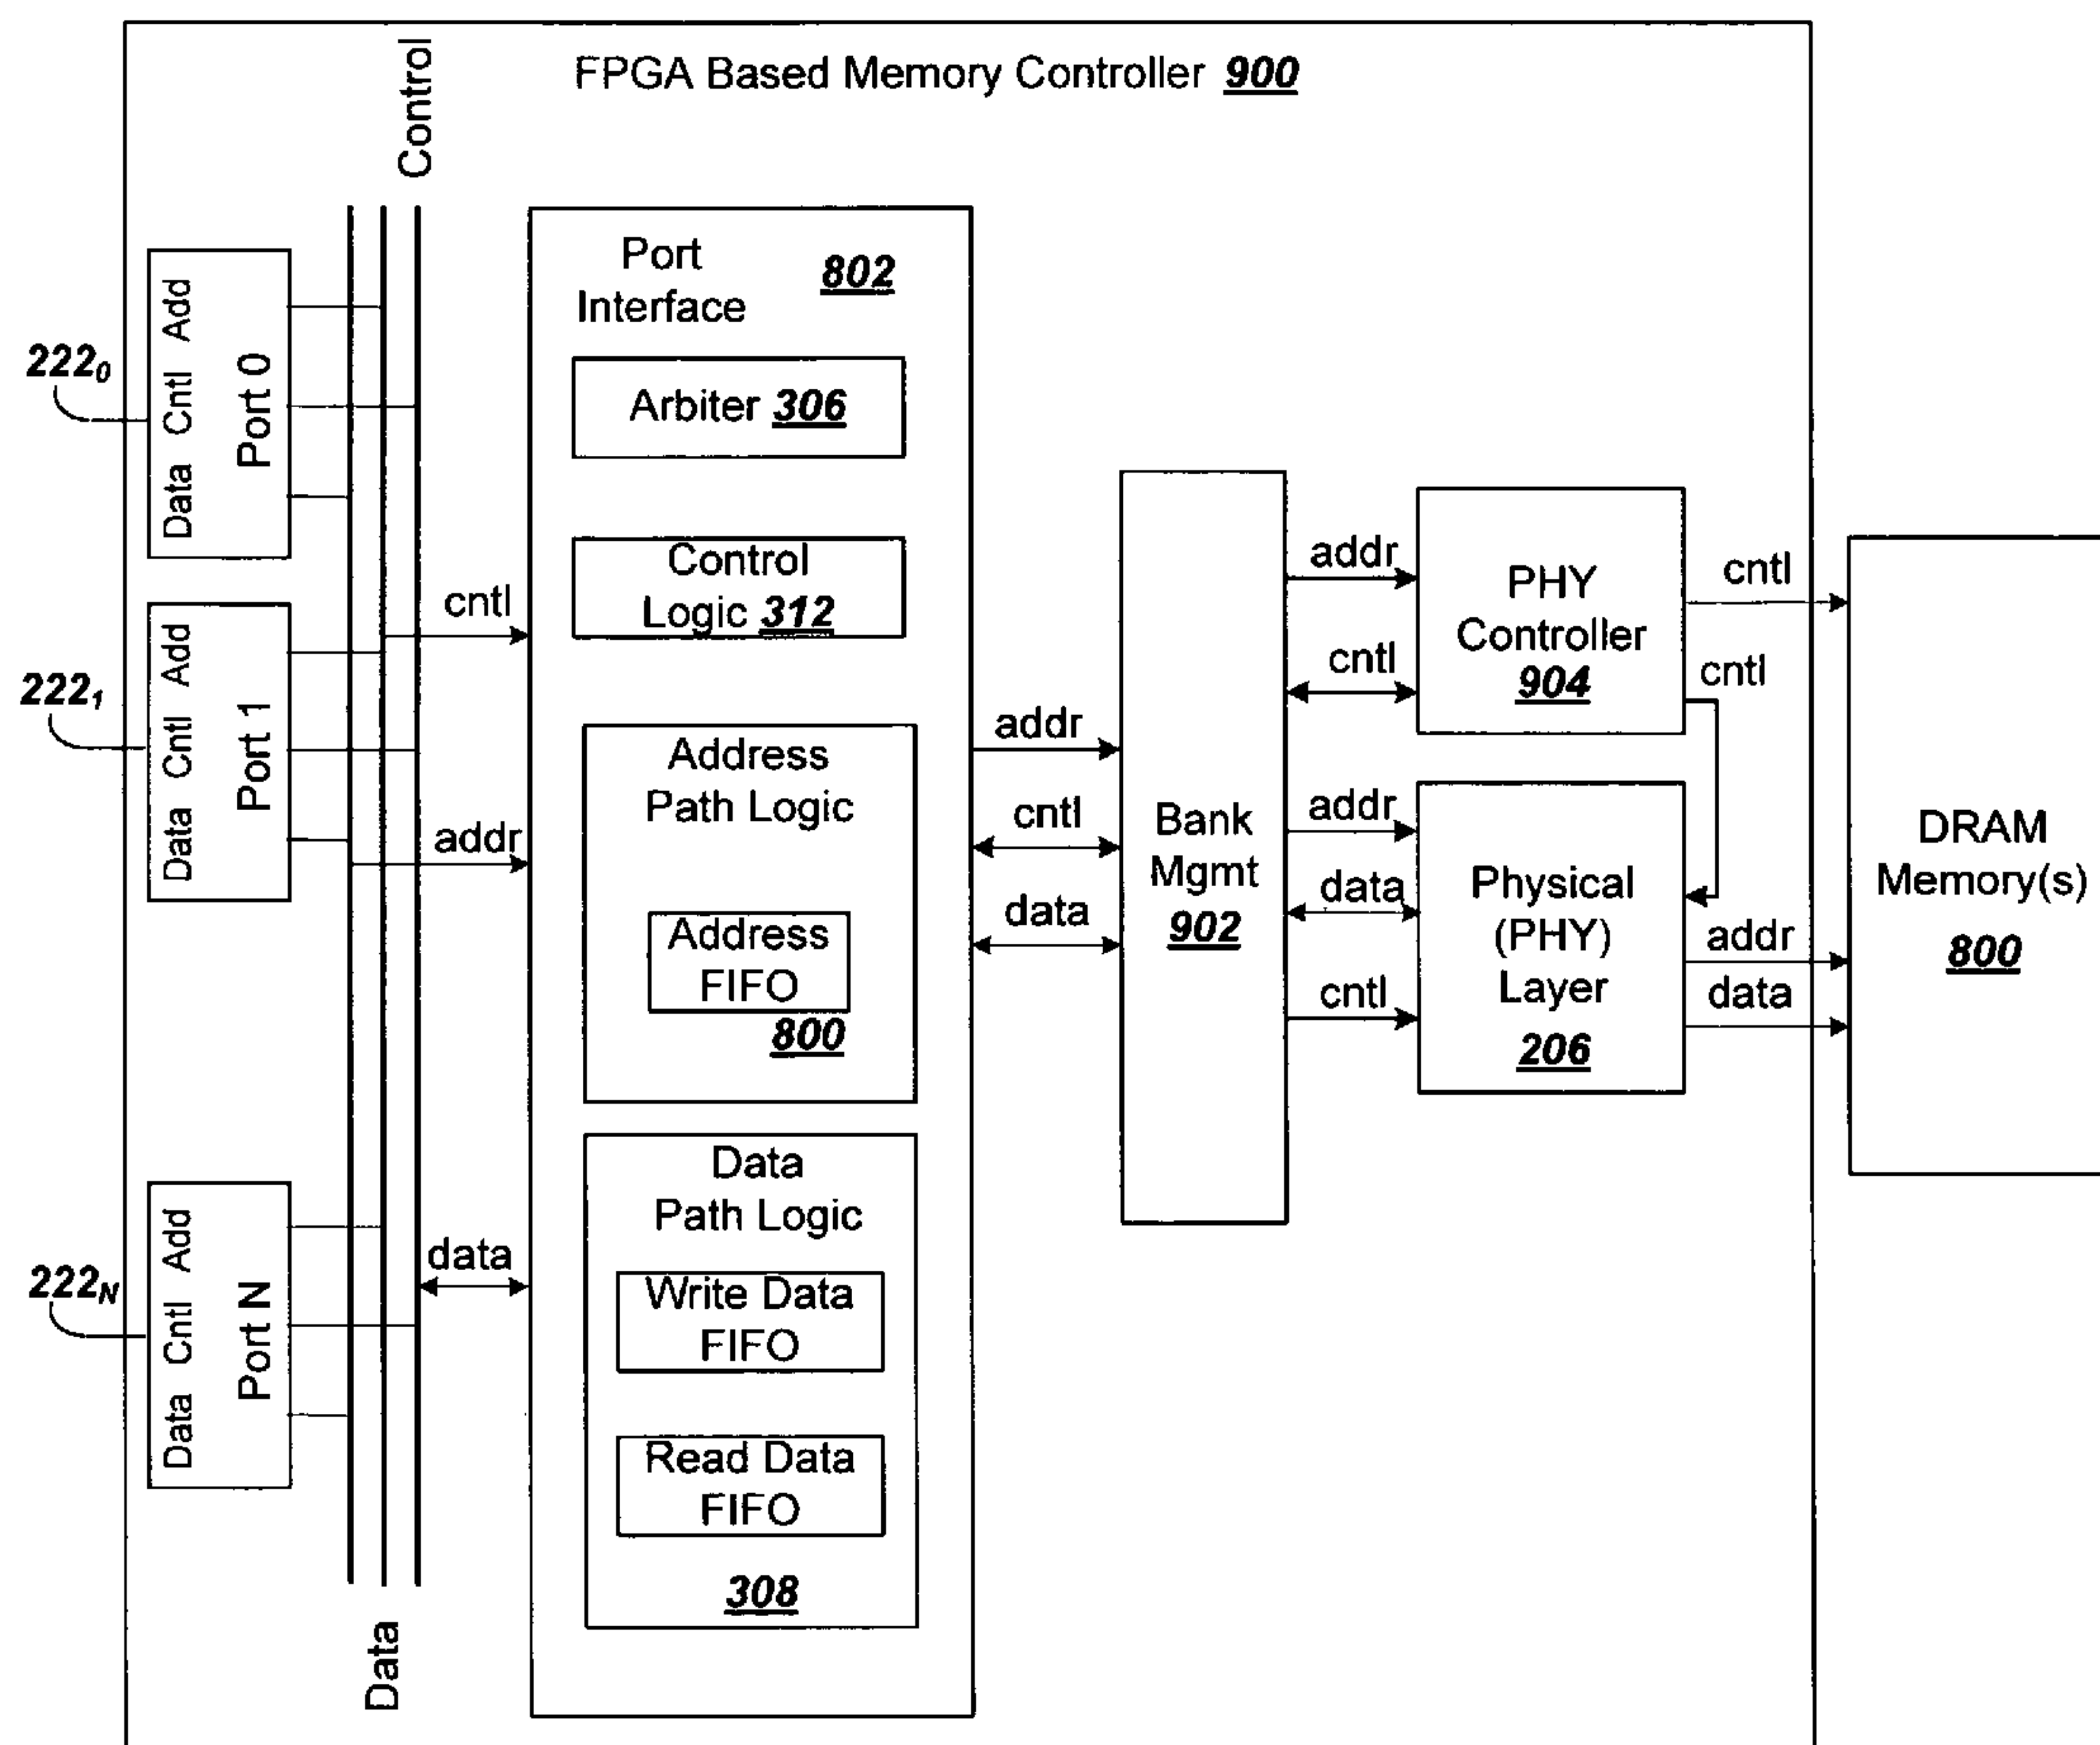 FPGA Based Memory Controller 900
Control
Data Cntl Add
Port 0
222₀
Data Cntl Add
Port 1
222₁
Data Cntl Add
Port N
222N
Data
cntl
addr
data
Port
Interface
802
Arbiter 306
Control
Logic 312
Address
Path Logic
Address
FIFO
800
Data
Path Logic
Write Data
FIFO
Read Data
FIFO
308
addr
cntl
data
Bank
Mgmt
902
addr
cntl
addr
data
cntl
PHY
Controller
904
Physical
(PHY)
Layer
206
cntl
cntl
addr
data
DRAM
Memory(s)
800